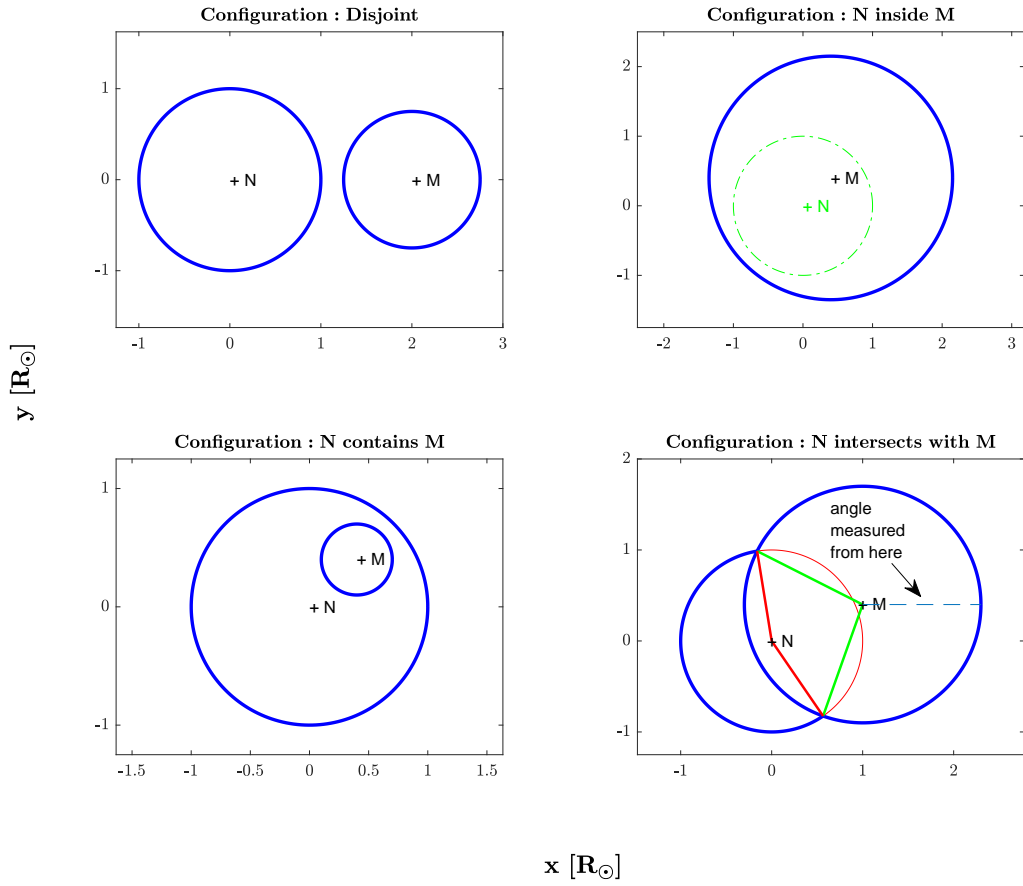 Configuration : Disjoint
1
0
-1
-1
0
1
2
3
+ N
+ M
Configuration : N inside M
2
1
0
-1
-2
-1
0
1
2
3
+ M
+ N
y [R☉]
Configuration : N contains M
1
0
-1
-1.5
-1
-0.5
0
0.5
1
1.5
+ M
+ N
Configuration : N intersects with M
2
1
0
-1
-1
0
1
2
angle
measured
from here
+ M
+ N
x [R☉]